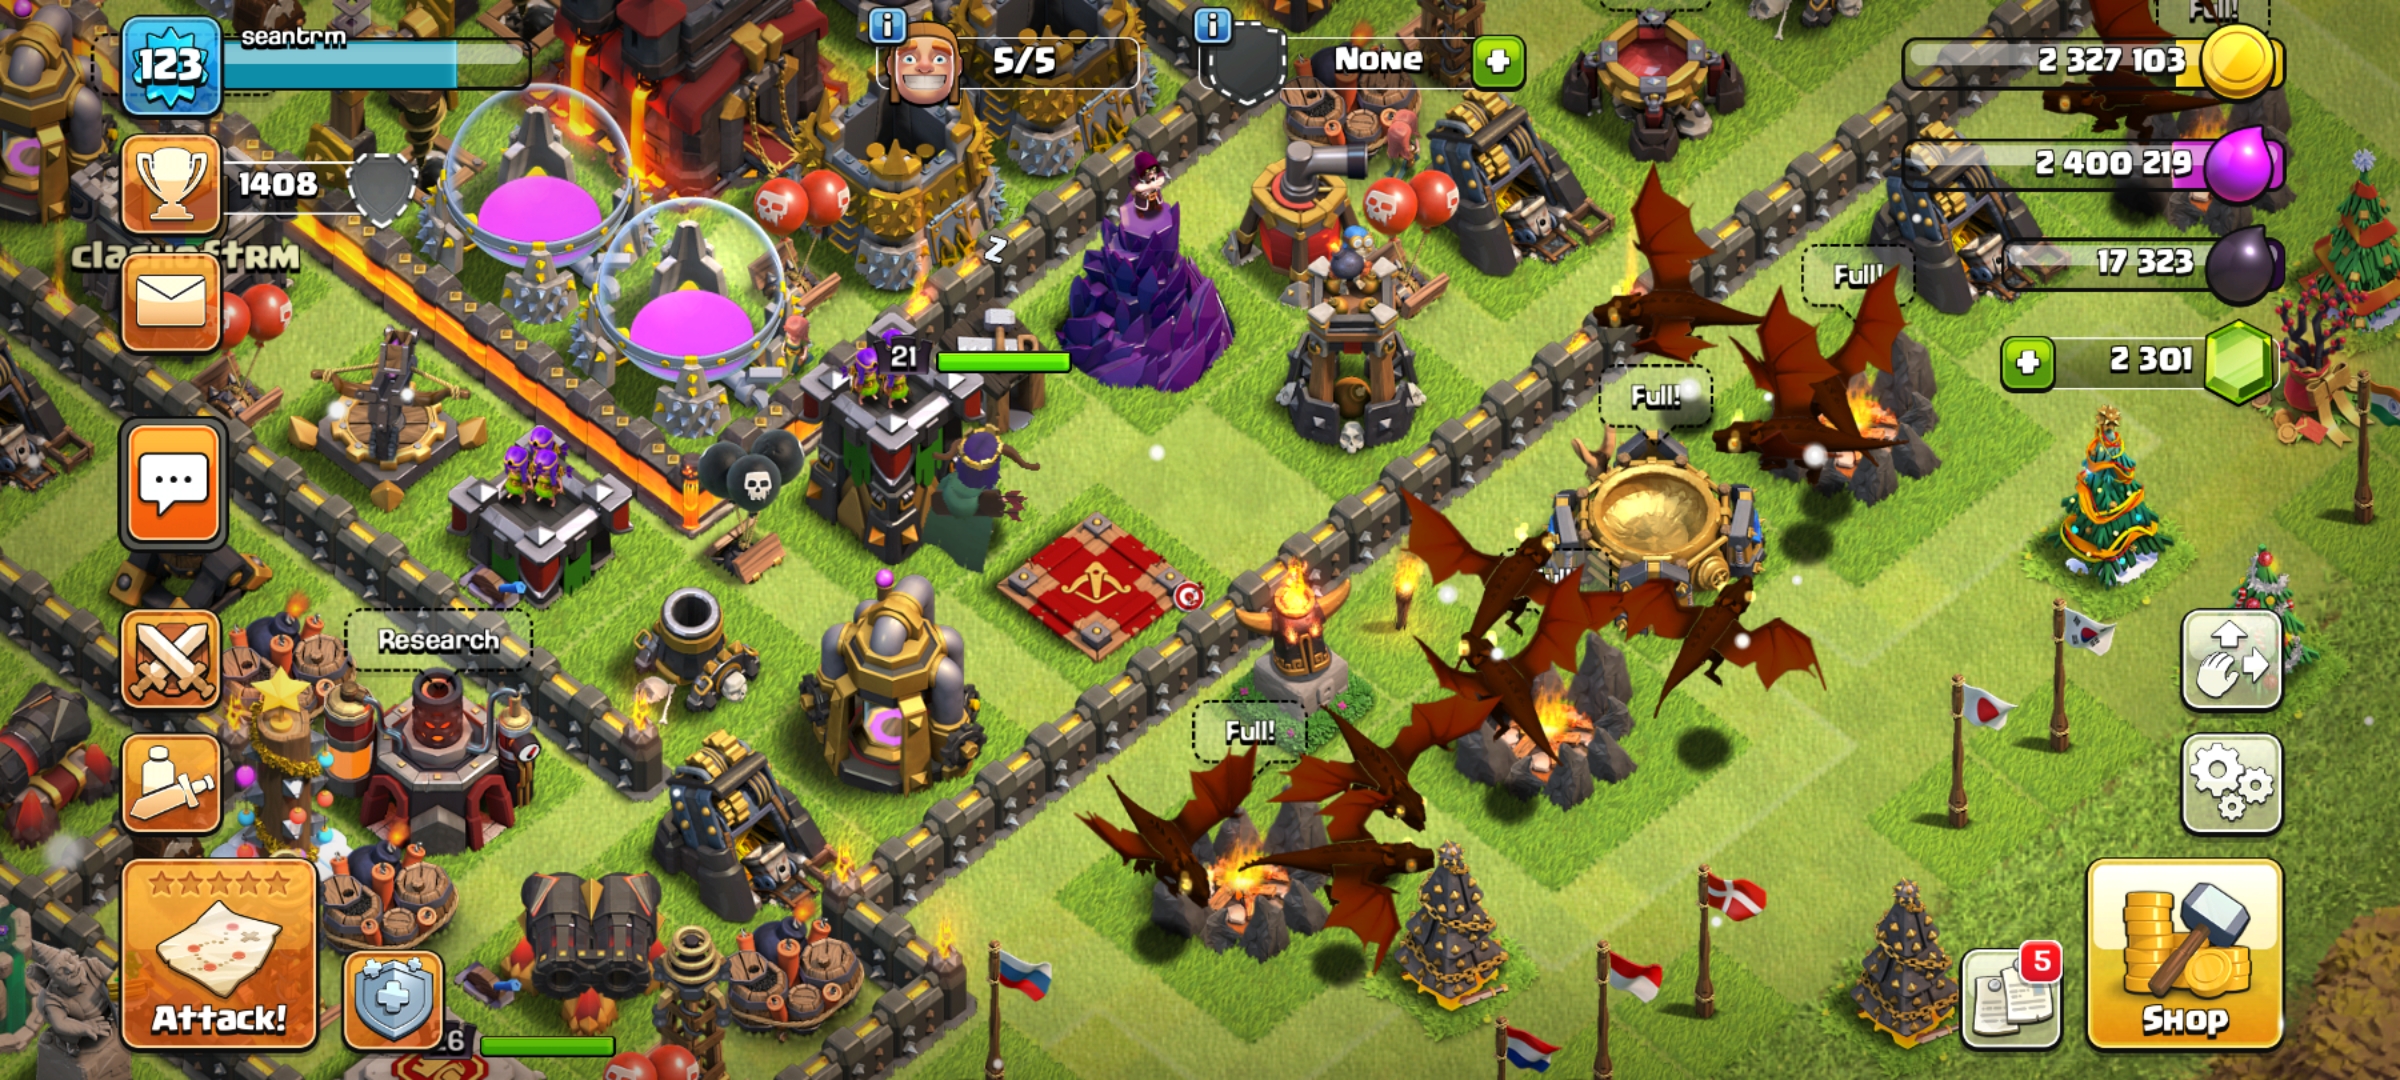 seantrm
123
5/5
None
2 327 103
1408
2 400 219
clashoftRM
17 323
Full!
2 301
21
Full!
Research
Full!
Attack!
5
Shop